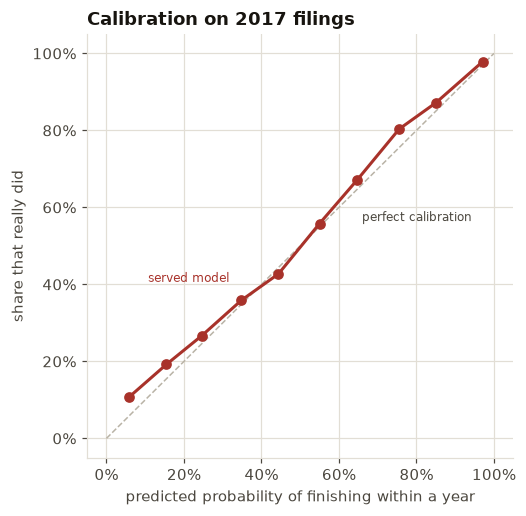 Calibration on 2017 filings
share that really did
100%
80%
60%
40%
20%
0%
perfect calibration
served model
0% 20% 40% 60% 80% 100%
predicted probability of finishing within a year